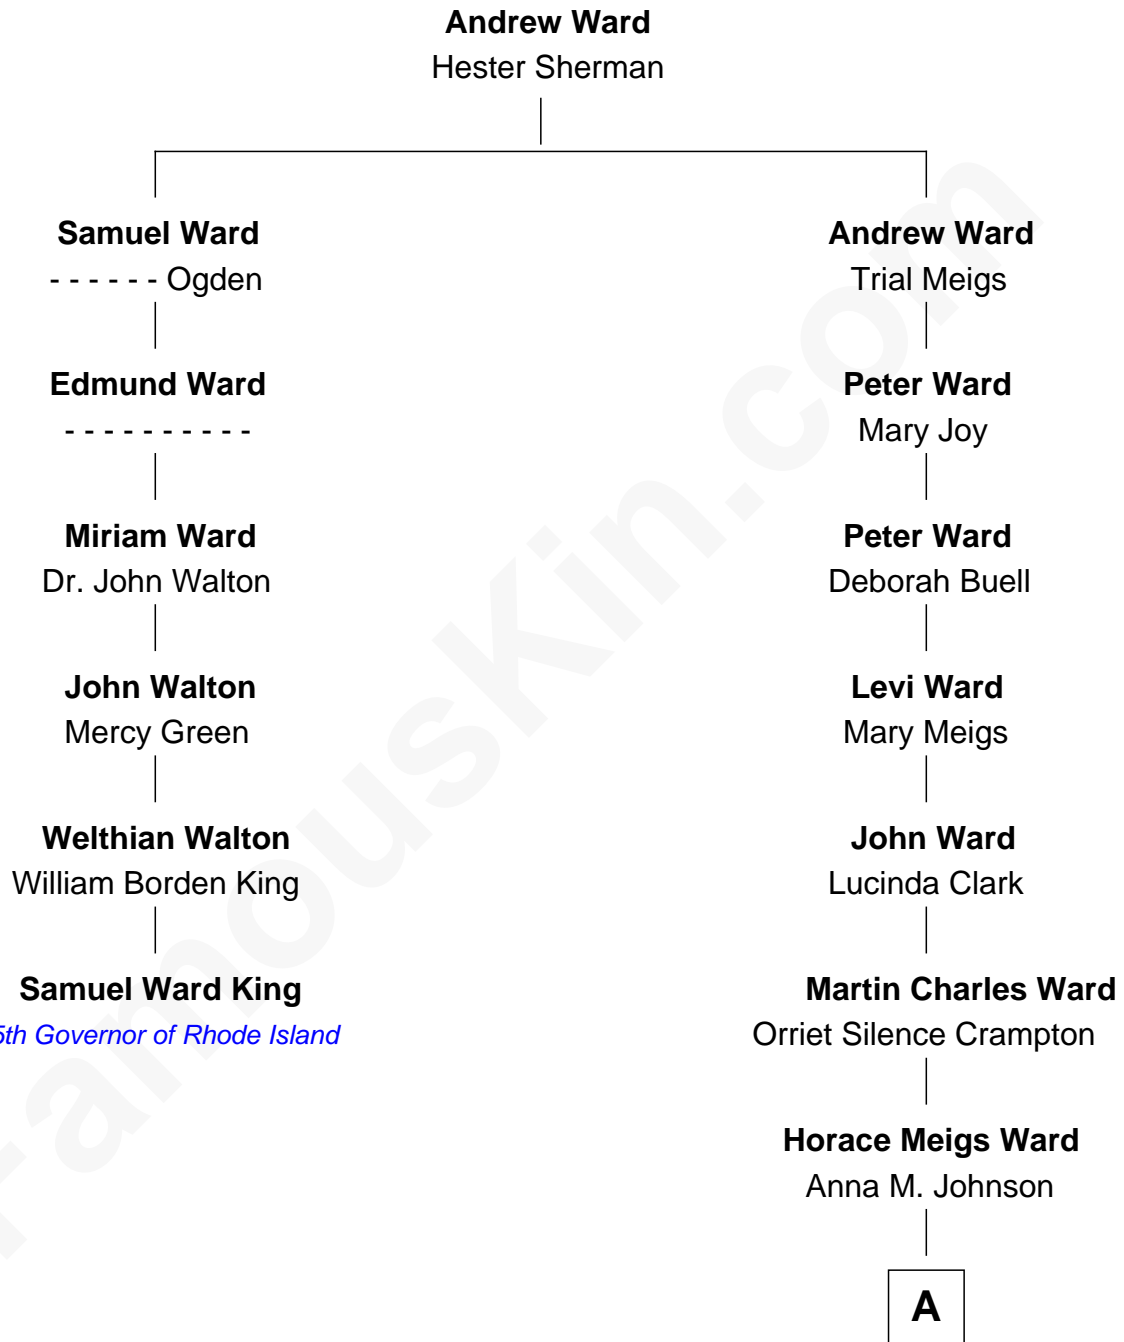 Andrew Ward
Hester Sherman
Samuel Ward
- - - - - - Ogden
Andrew Ward
Trial Meigs
Edmund Ward
- - - - - - - - - -
Peter Ward
Mary Joy
Miriam Ward
Dr. John Walton
Peter Ward
Deborah Buell
John Walton
Mercy Green
Levi Ward
Mary Meigs
Welthian Walton
William Borden King
John Ward
Lucinda Clark
Samuel Ward King
5th Governor of Rhode Island
Martin Charles Ward
Orriet Silence Crampton
Horace Meigs Ward
Anna M. Johnson
A
FamousKin.com